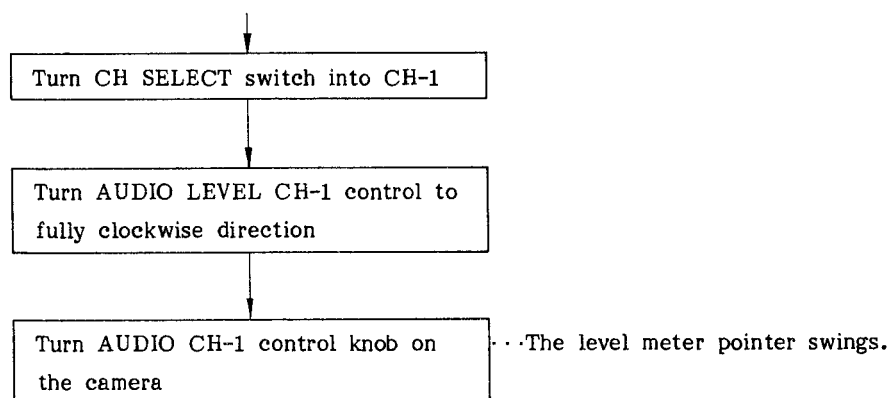 Turn CH SELECT switch into CH-1
Turn AUDIO LEVEL CH-1 control to
fully clockwise direction
Turn AUDIO CH-1 control knob on
the camera
···The level meter pointer swings.